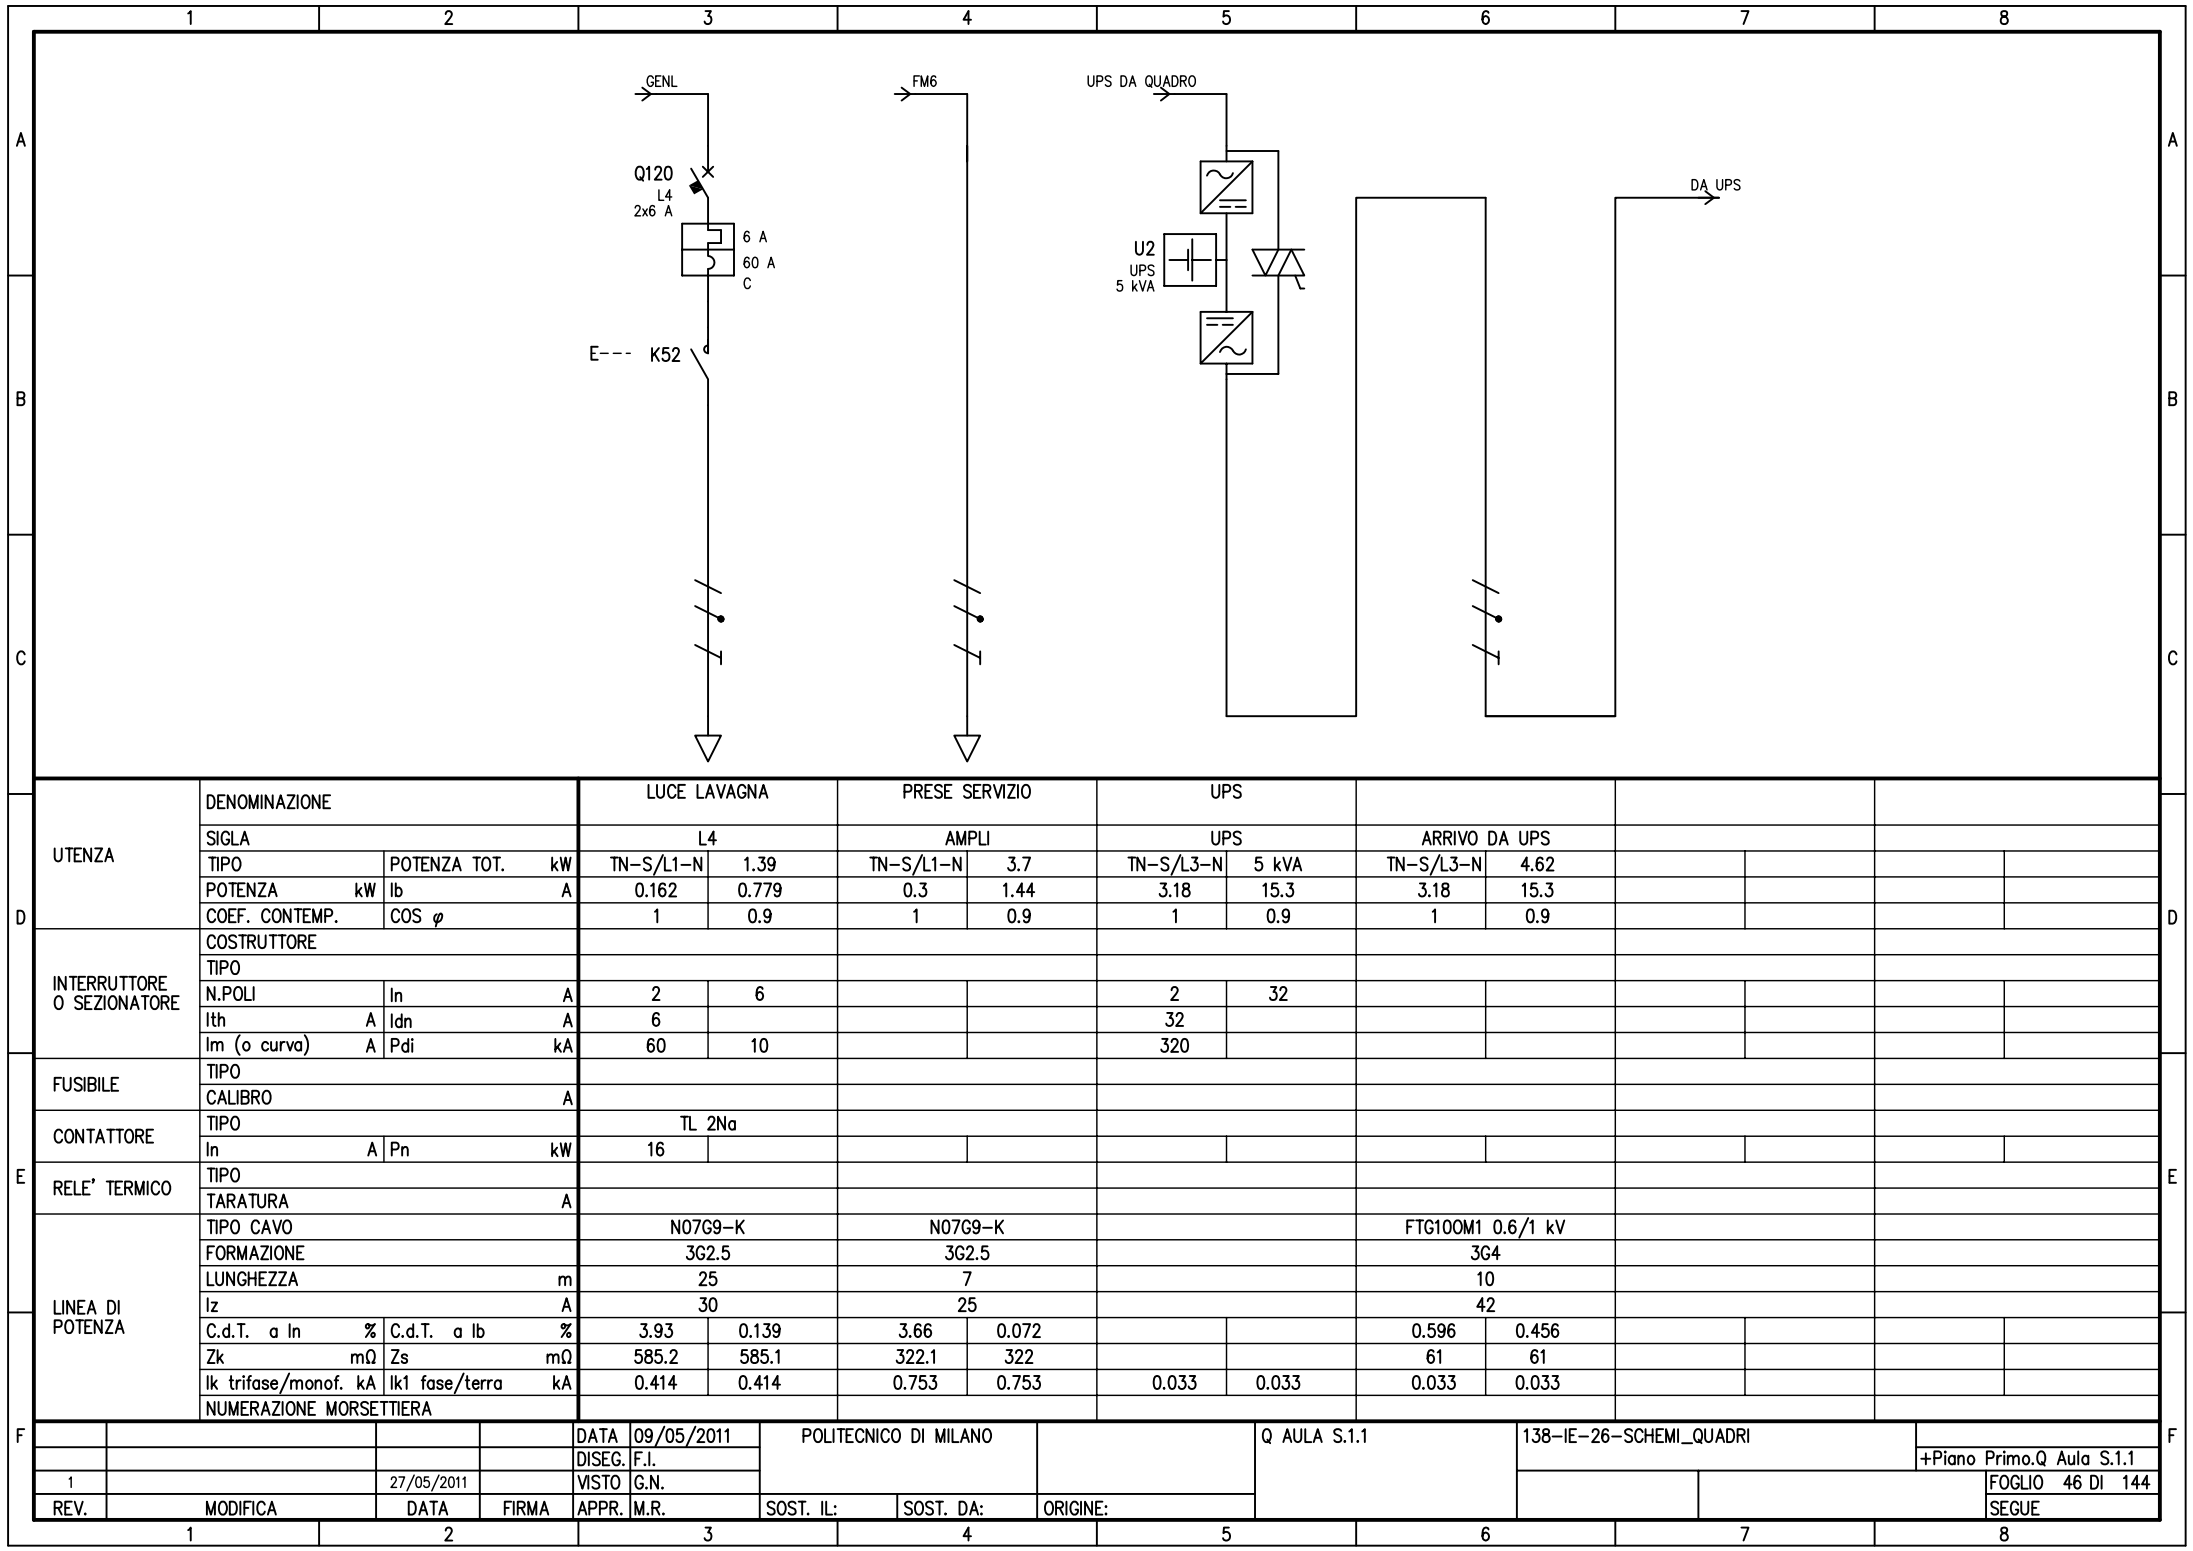 1 2 3 4 5 6 7 8
GENL FM6 UPS DA QUADRO
A A
Q120
L4
2x6 A
DA UPS
6 A
60 A
C
U2
UPS
5 kVA
E--- K52
B B
C C
UTENZA
DENOMINAZIONE LUCE LAVAGNA PRESE SERVIZIO UPS
SIGLA L4 AMPLI UPS ARRIVO DA UPS
TIPO POTENZA TOT. kW TN-S/L1-N 1.39 TN-S/L1-N 3.7 TN-S/L3-N 5 kVA TN-S/L3-N 4.62
POTENZA kW Ib A 0.162 0.779 0.3 1.44 3.18 15.3 3.18 15.3
COEF. CONTEMP. COS φ 1 0.9 1 0.9 1 0.9 1 0.9
D D
INTERRUTTORE
O SEZIONATORE
COSTRUTTORE
TIPO
N.POLI In A 2 6 2 32
Ith A Idn A 6 32
Im (o curva) A Pdi kA 60 10 320
FUSIBILE
TIPO
CALIBRO A
CONTATTORE
TIPO TL 2Na
In A Pn kW 16
E E
RELE' TERMICO
TIPO
TARATURA A
LINEA DI
POTENZA
TIPO CAVO N07G9-K N07G9-K FTG10OM1 0.6/1 kV
FORMAZIONE 3G2.5 3G2.5 3G4
LUNGHEZZA m 25 7 10
Iz A 30 25 42
C.d.T. a In % C.d.T. a Ib % 3.93 0.139 3.66 0.072 0.596 0.456
Zk mΩ Zs mΩ 585.2 585.1 322.1 322 61 61
Ik trifase/monof. kA Ik1 fase/terra kA 0.414 0.414 0.753 0.753 0.033 0.033 0.033 0.033
NUMERAZIONE MORSETTIERA
F F
DATA 09/05/2011 POLITECNICO DI MILANO Q AULA S.1.1 138-IE-26-SCHEMI_QUADRI
DISEG. F.I. +Piano Primo.Q Aula S.1.1
1 27/05/2011 VISTO G.N. FOGLIO 46 DI 144
REV. MODIFICA DATA FIRMA APPR. M.R. SOST. IL: SOST. DA: ORIGINE: SEGUE
1 2 3 4 5 6 7 8